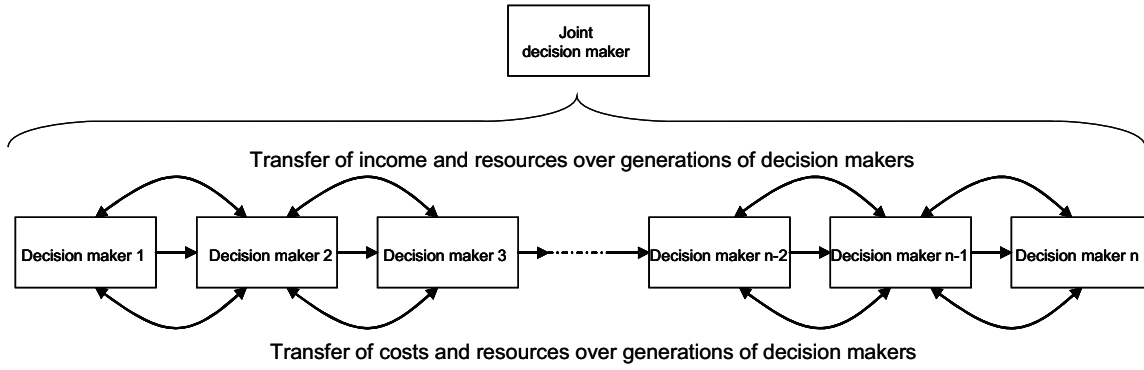 Joint
decision maker
Transfer of income and resources over generations of decision makers
Decision maker 1
Decision maker 2
Decision maker 3
Decision maker n-2
Decision maker n-1
Decision maker n
Transfer of costs and resources over generations of decision makers